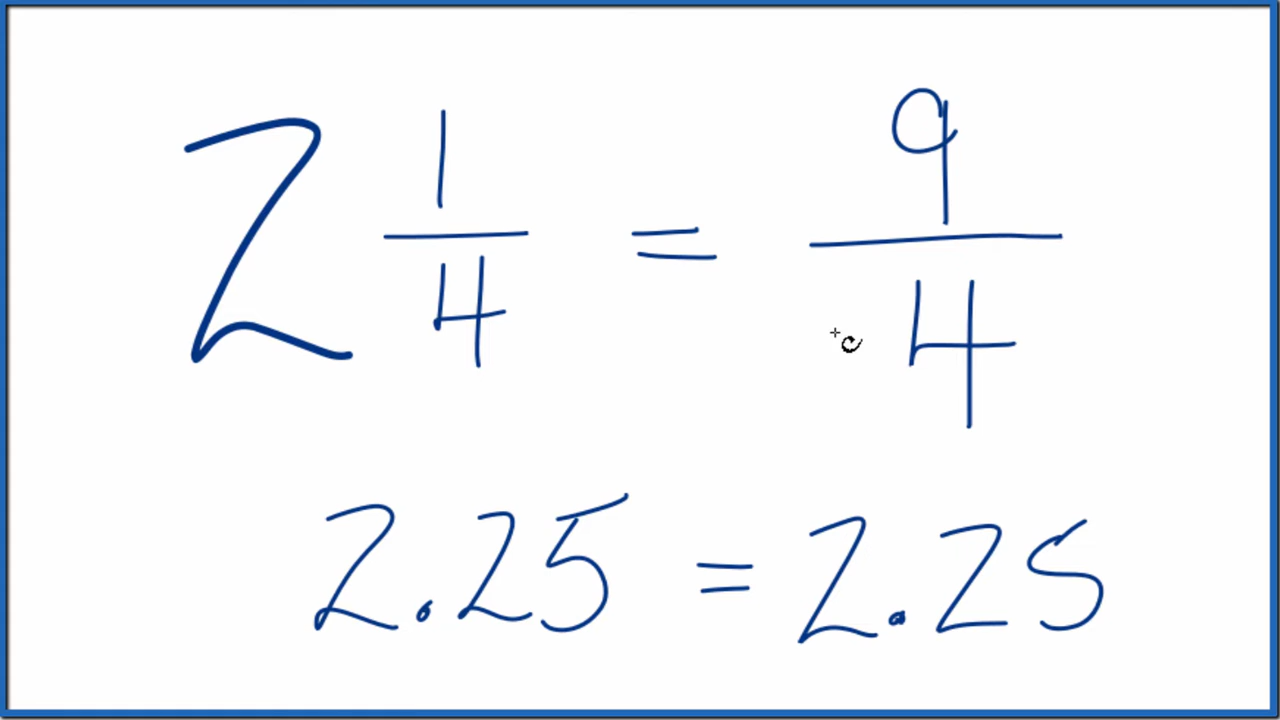 2 1/4 = 9/4
2.25 = 2.25